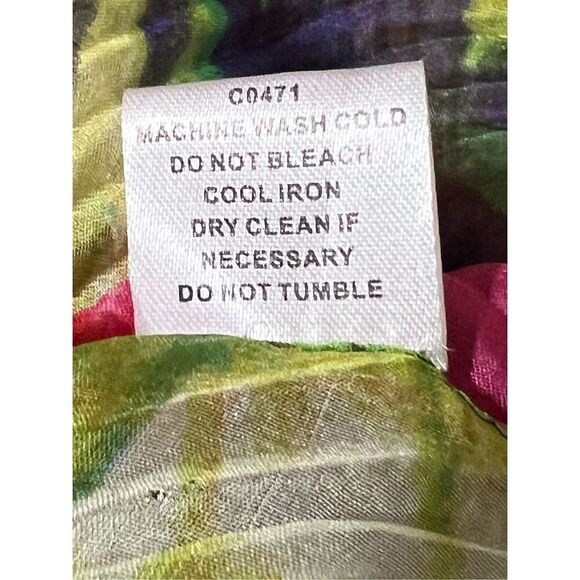 C0471
MACHINE WASH COLD
DO NOT BLEACH
COOL IRON
DRY CLEAN IF
NECESSARY
DO NOT TUMBLE